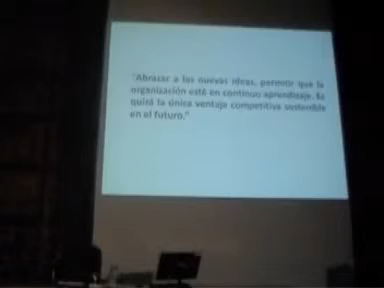 "Abrazar a las nuevas ideas, permitir que la
organización esté en continuo aprendizaje. Es
quizá la única ventaja competitiva sostenible
en el futuro."